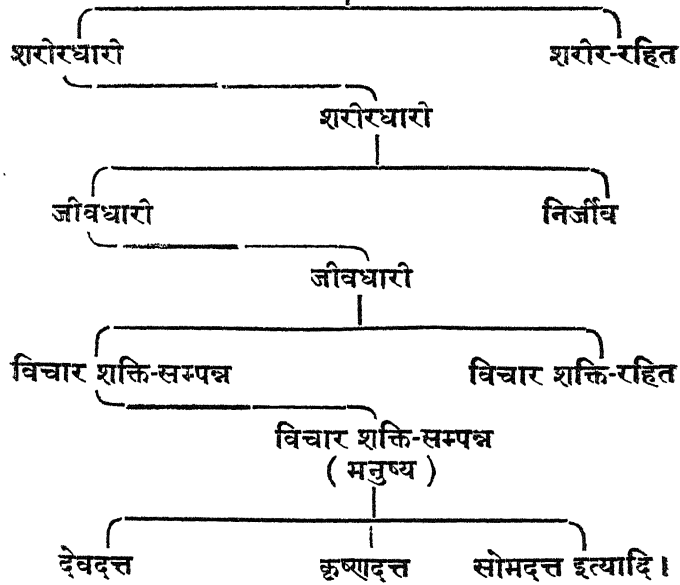 शरीरधारी शरीर-रहित
शरीरधारी
जीवधारी निर्जीव
जीवधारी
विचार शक्ति-सम्पन्न विचार शक्ति-रहित
विचार शक्ति-सम्पन्न
( मनुष्य )
देवदत्त कृष्णदत्त सोमदत्त इत्यादि ।